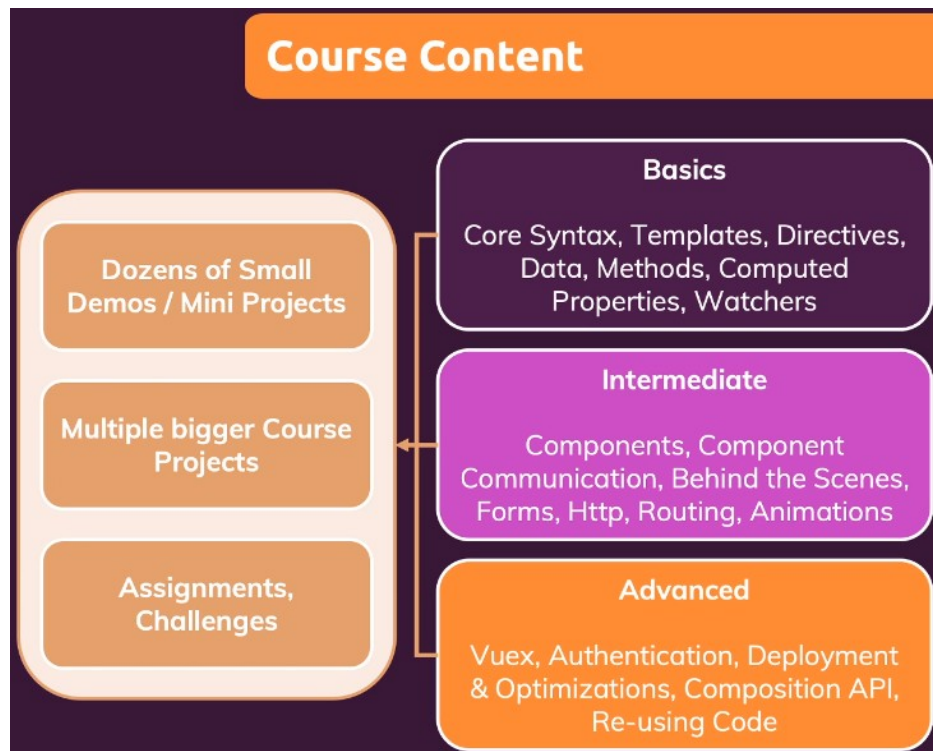 Course Content
Dozens of Small
Demos / Mini Projects
Multiple bigger Course
Projects
Assignments,
Challenges
Basics
Core Syntax, Templates, Directives,
Data, Methods, Computed
Properties, Watchers
Intermediate
Components, Component
Communication, Behind the Scenes,
Forms, Http, Routing, Animations
Advanced
Vuex, Authentication, Deployment
& Optimizations, Composition API,
Re-using Code